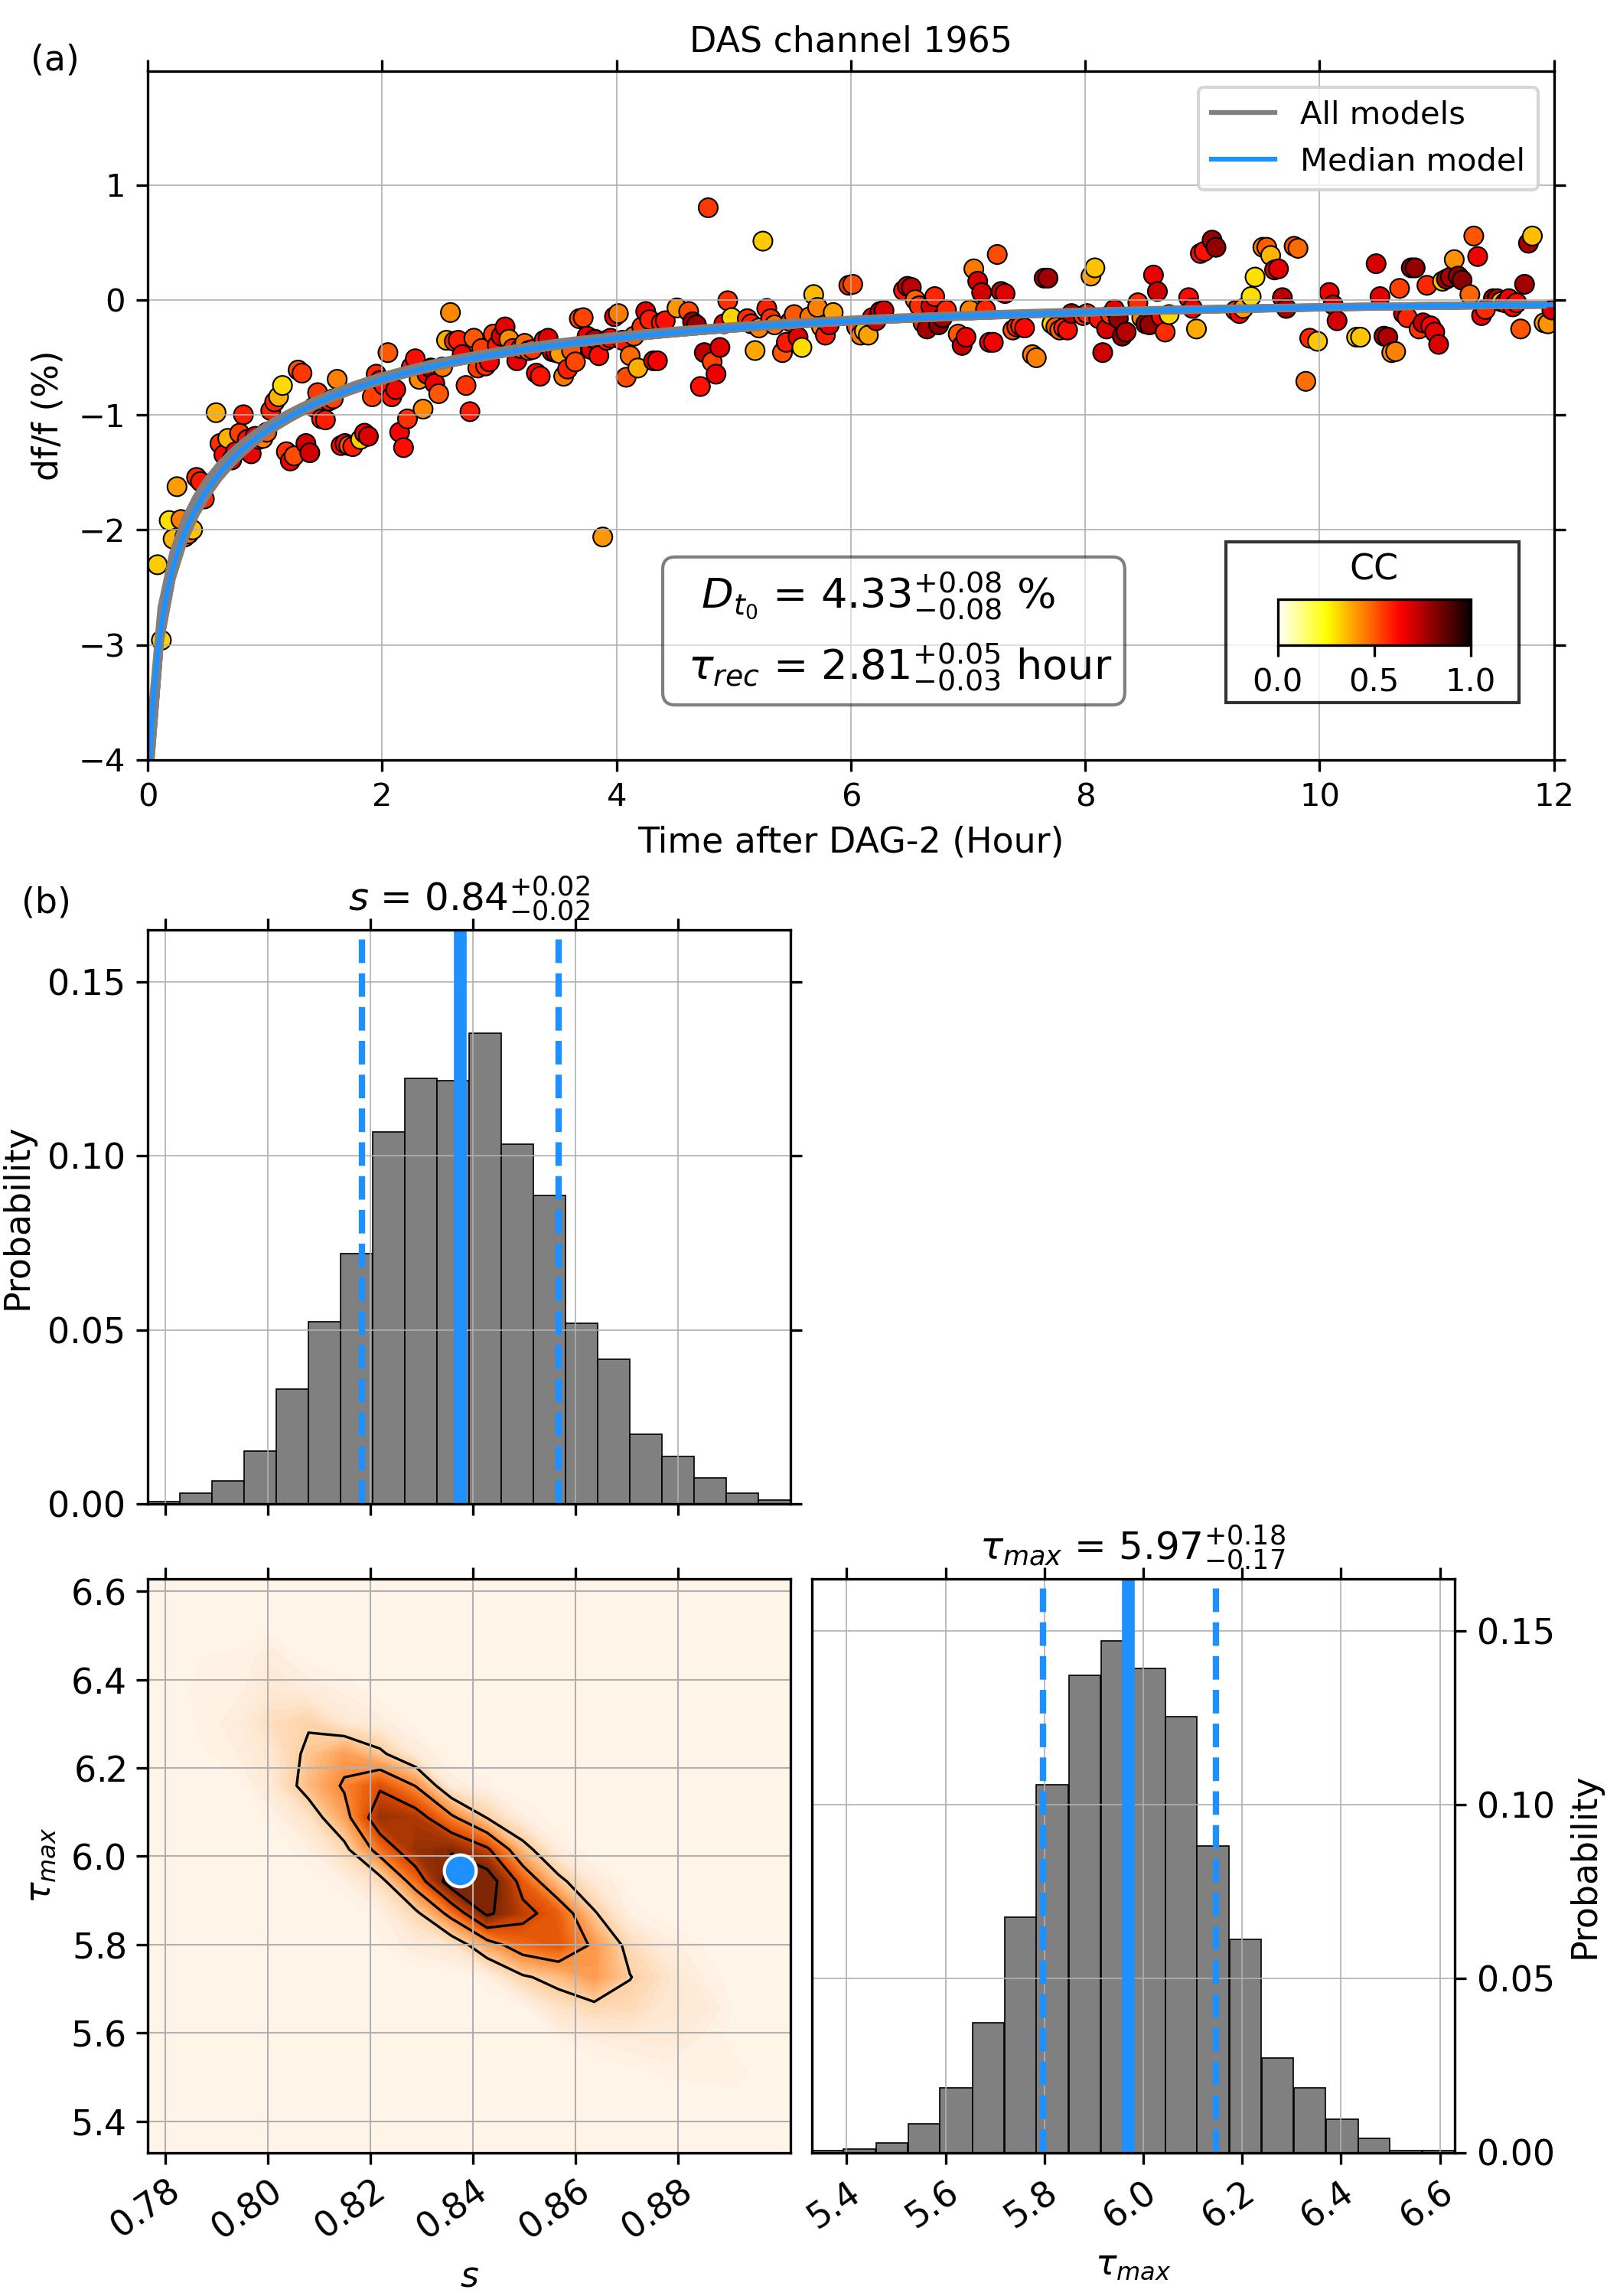 (a)
DAS channel 1965
All models
Median model
1
0
−1
−2
−3
−4
df/f (%)
D_{t_0} = 4.33^{+0.08}_{−0.08} %
τ_{rec} = 2.81^{+0.05}_{−0.03} hour
CC
0.0 0.5 1.0
0 2 4 6 8 10 12
Time after DAG-2 (Hour)
(b)
s = 0.84^{+0.02}_{−0.02}
0.15
0.10
0.05
0.00
Probability
τ_{max} = 5.97^{+0.18}_{−0.17}
6.6
6.4
6.2
6.0
5.8
5.6
5.4
τ_{max}
0.78 0.80 0.82 0.84 0.86 0.88
s
0.15
0.10
0.05
0.00
Probability
5.4 5.6 5.8 6.0 6.2 6.4 6.6
τ_{max}